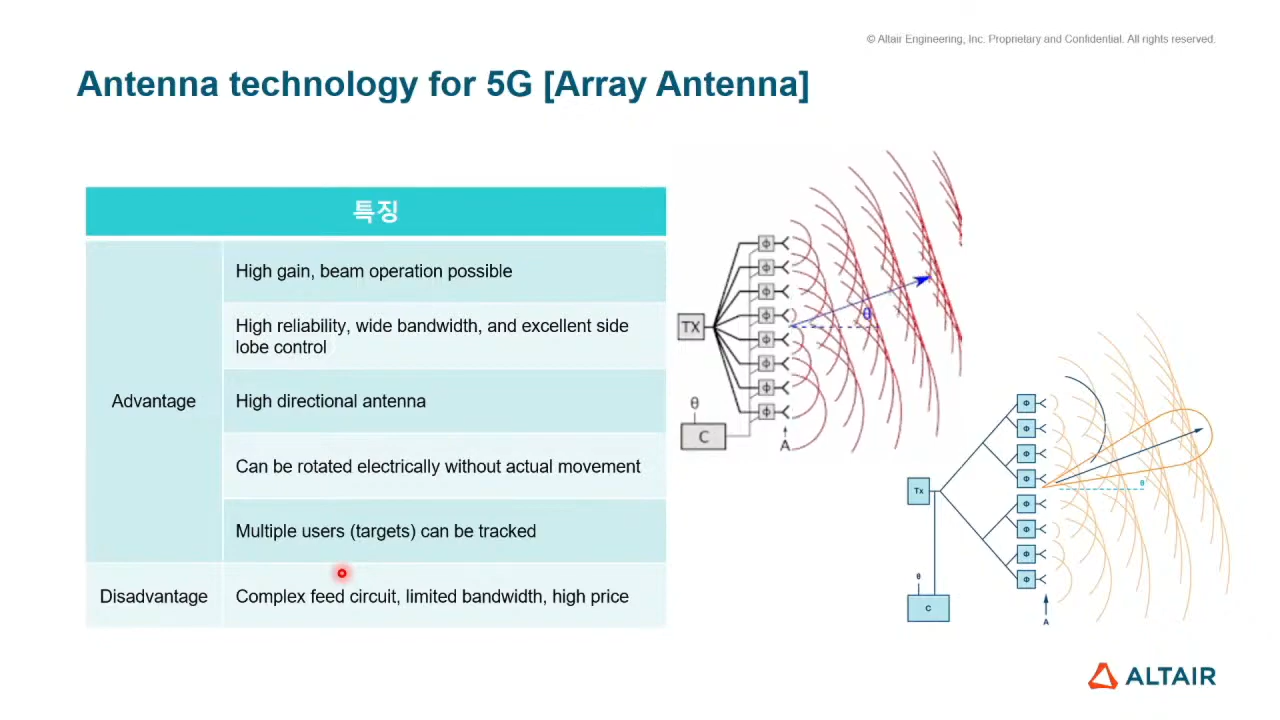 © Altair Engineering, Inc. Proprietary and Confidential. All rights reserved.
Antenna technology for 5G [Array Antenna]
특징
Advantage
High gain, beam operation possible
High reliability, wide bandwidth, and excellent side
lobe control
High directional antenna
Can be rotated electrically without actual movement
Multiple users (targets) can be tracked
Disadvantage
Complex feed circuit, limited bandwidth, high price
TX
ϕ
ϕ
ϕ
ϕ
ϕ
ϕ
ϕ
ϕ
θ
θ
C
A
Tx
Φ
Φ
Φ
Φ
Φ
Φ
Φ
Φ
θ
θ
C
A
ALTAIR